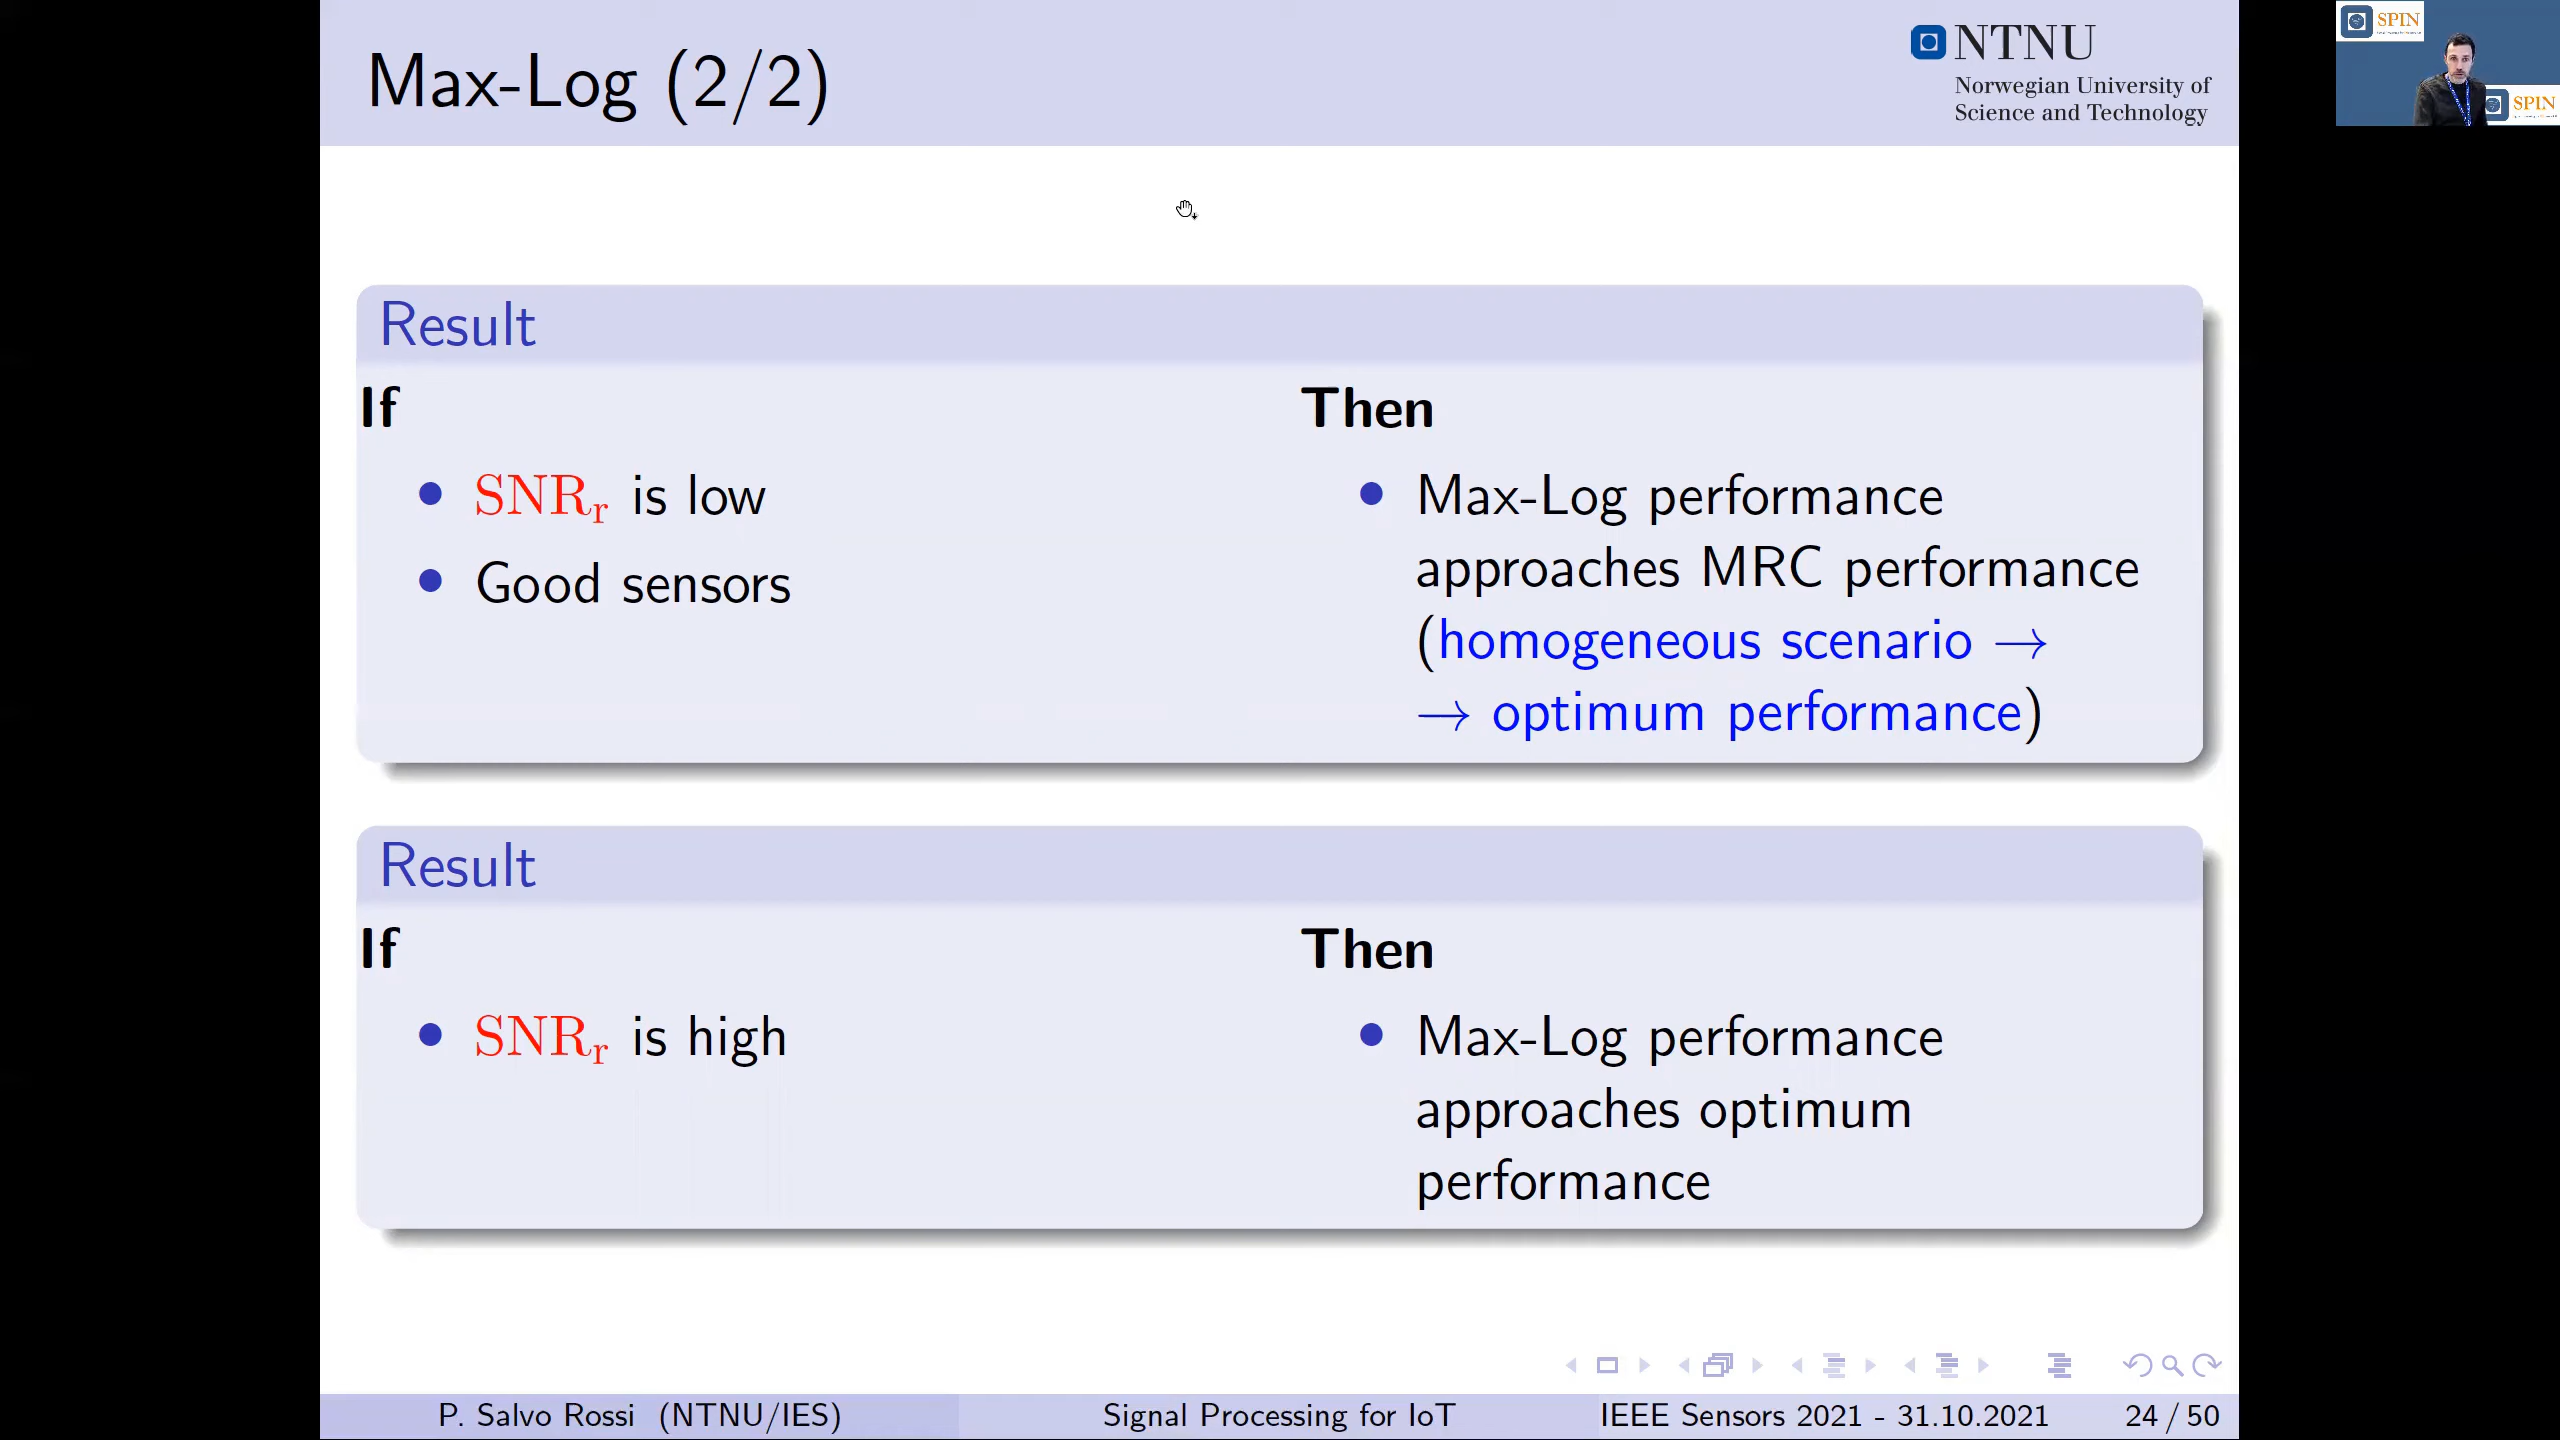 Max-Log (2/2)
NTNU
Norwegian University of
Science and Technology
SPIN
SPIN
Result
If
• SNRr is low
• Good sensors
Then
• Max-Log performance
approaches MRC performance
(homogeneous scenario →
→ optimum performance)
Result
If
• SNRr is high
Then
• Max-Log performance
approaches optimum
performance
P. Salvo Rossi (NTNU/IES)
Signal Processing for IoT
IEEE Sensors 2021 - 31.10.2021
24 / 50